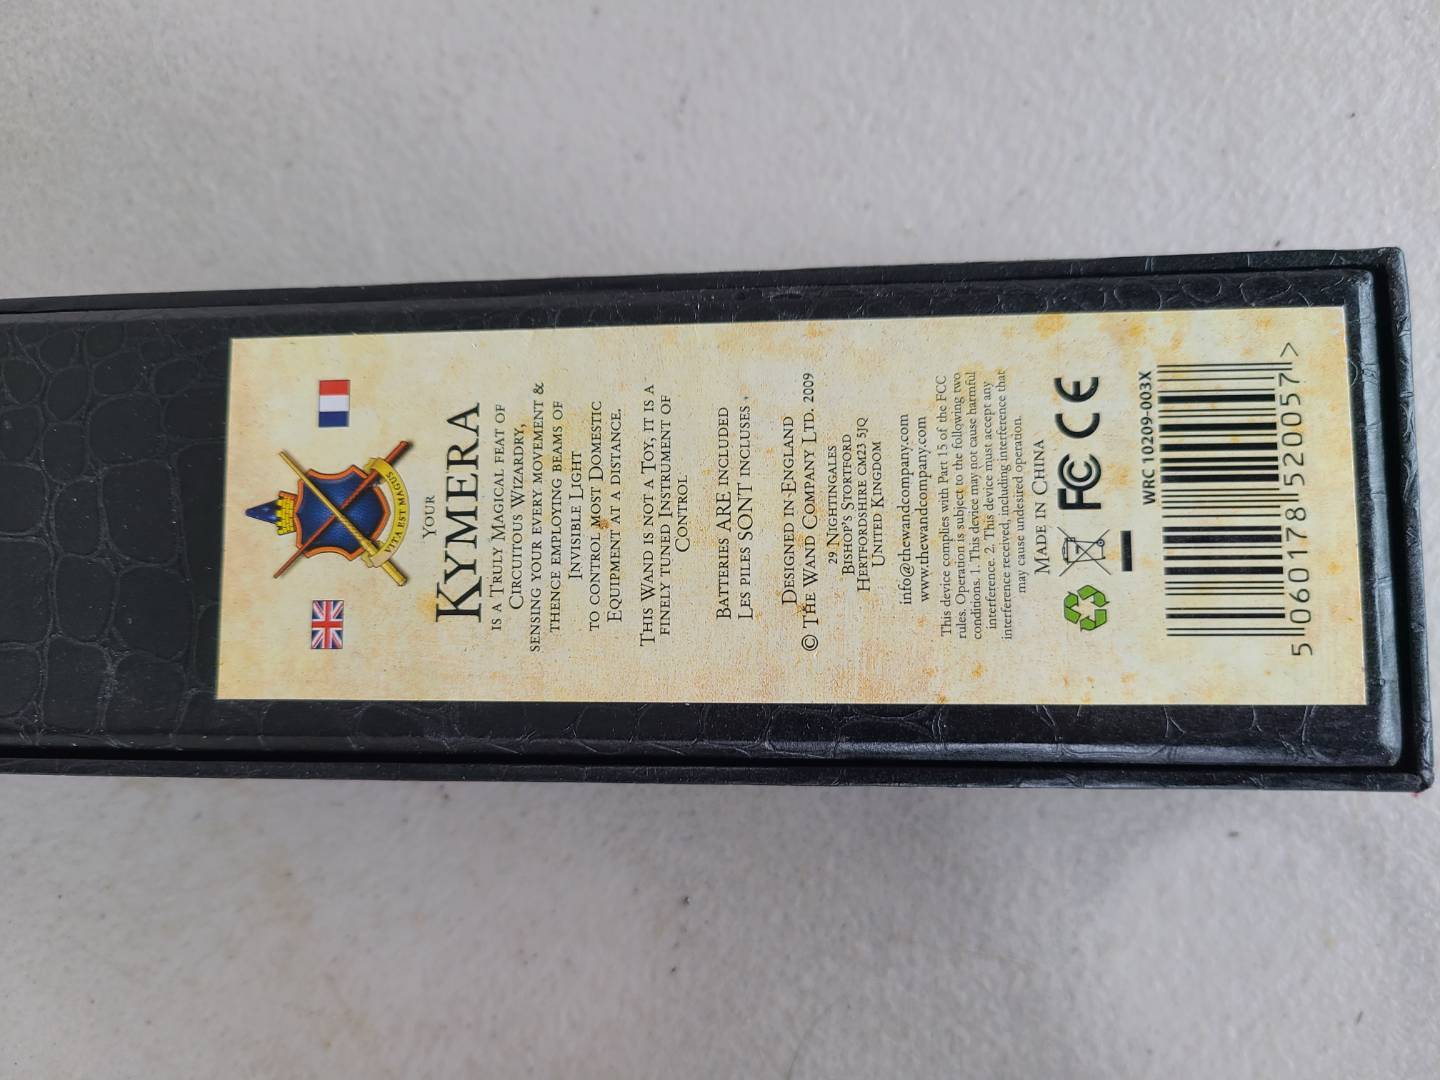 VITA EST MAGUS
YOUR
KYMERA
IS A TRULY MAGICAL FEAT OF
CIRCUITOUS WIZARDRY,
SENSING YOUR EVERY MOVEMENT &
THENCE EMPLOYING BEAMS OF
INVISIBLE LIGHT
TO CONTROL MOST DOMESTIC
EQUIPMENT AT A DISTANCE.
THIS WAND IS NOT A TOY, IT IS A
FINELY TUNED INSTRUMENT OF
CONTROL
BATTERIES ARE INCLUDED
LES PILES SONT INCLUSES.
DESIGNED IN ENGLAND
© THE WAND COMPANY LTD. 2009
29 NIGHTINGALES
BISHOP'S STORTFORD
HERTFORDSHIRE CM23 5JQ
UNITED KINGDOM
info@thewandcompany.com
www.thewandcompany.com
This device complies with Part 15 of the FCC
rules. Operation is subject to the following two
conditions. 1. This device may not cause harmful
interference. 2. This device must accept any
interference received, including interference that
may cause undesired operation.
MADE IN CHINA
FC CE
WRC 10209-003X
5 060178 520057 >